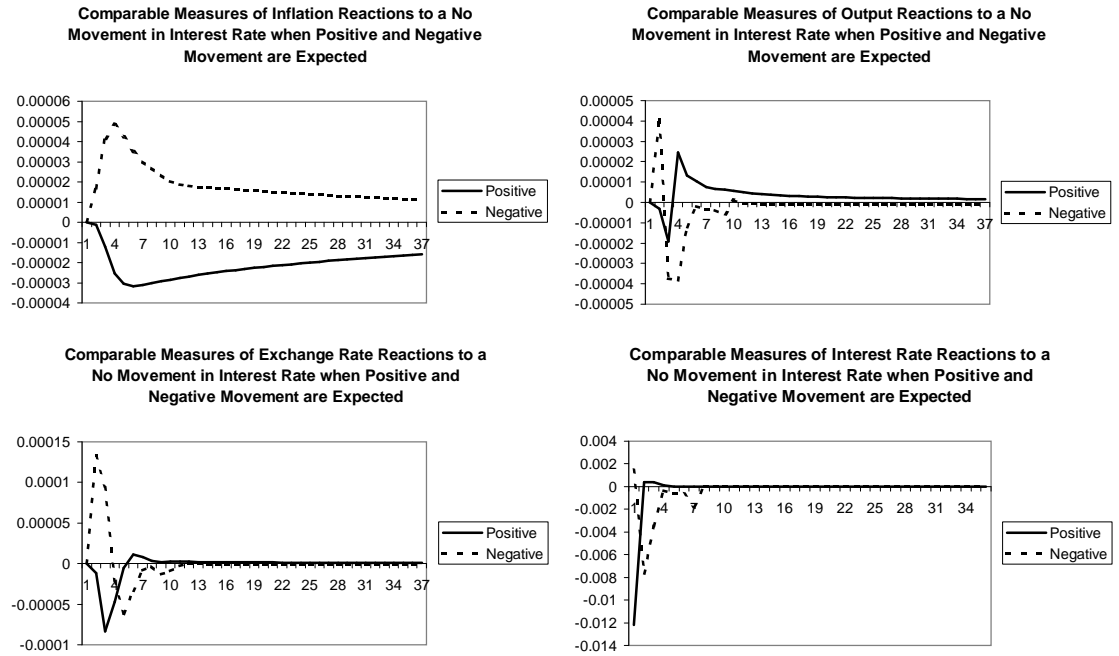 Comparable Measures of Inflation Reactions to a No
Movement in Interest Rate when Positive and Negative
Movement are Expected
0.00006
0.00005
0.00004
0.00003
0.00002
0.00001
0
-0.00001
-0.00002
-0.00003
-0.00004
1 4 7 10 13 16 19 22 25 28 31 34 37
Positive
Negative
Comparable Measures of Output Reactions to a No
Movement in Interest Rate when Positive and Negative
Movement are Expected
0.00005
0.00004
0.00003
0.00002
0.00001
0
-0.00001
-0.00002
-0.00003
-0.00004
-0.00005
1 4 7 10 13 16 19 22 25 28 31 34 37
Positive
Negative
Comparable Measures of Exchange Rate Reactions to a
No Movement in Interest Rate when Positive and
Negative Movement are Expected
0.00015
0.0001
0.00005
0
-0.00005
-0.0001
1 4 7 10 13 16 19 22 25 28 31 34 37
Positive
Negative
Comparable Measures of Interest Rate Reactions to a
No Movement in Interest Rate when Positive and
Negative Movement are Expected
0.004
0.002
0
-0.002
-0.004
-0.006
-0.008
-0.01
-0.012
-0.014
1 4 7 10 13 16 19 22 25 28 31 34
Positive
Negative